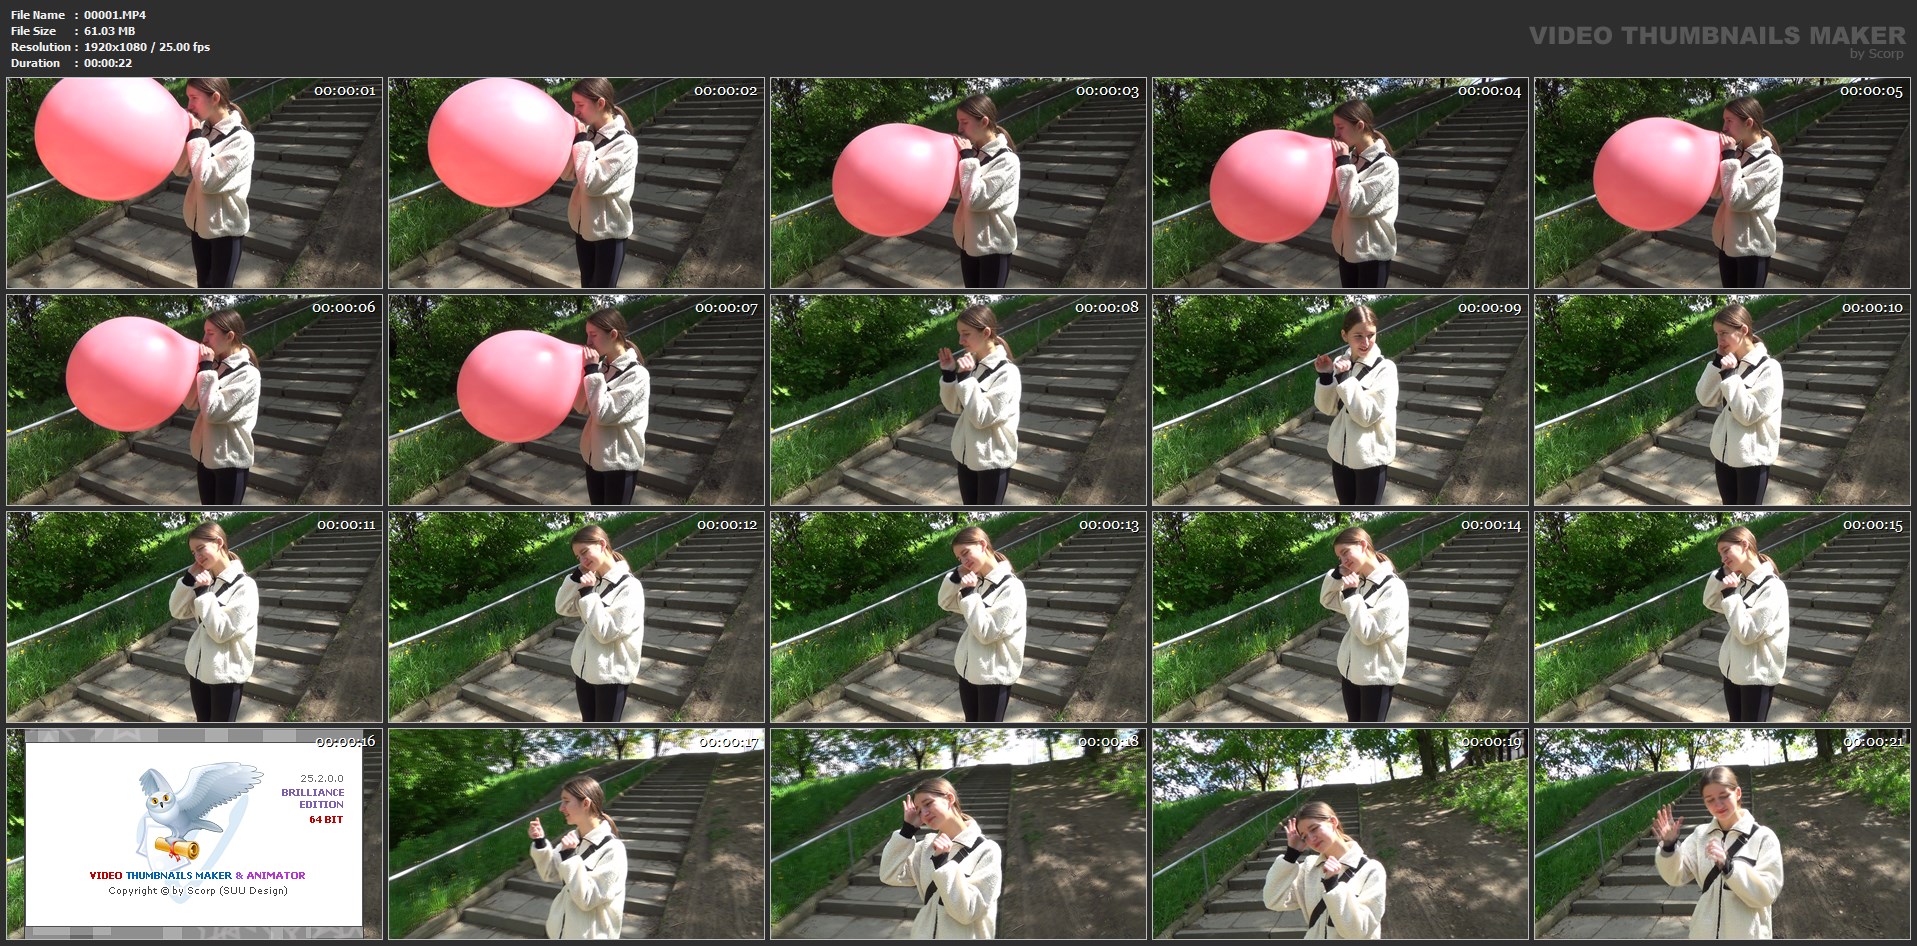 File Name : 00001.MP4
File Size : 61.03 MB
Resolution : 1920x1080 / 25.00 fps
Duration : 00:00:22
VIDEO THUMBNAILS MAKER
by Scorp
00:00:01
00:00:02
00:00:03
00:00:04
00:00:05
00:00:06
00:00:07
00:00:08
00:00:09
00:00:10
00:00:11
00:00:12
00:00:13
00:00:14
00:00:15
00:00:16
25.2.0.0
BRILLIANCE
EDITION
64 BIT
VIDEO THUMBNAILS MAKER & ANIMATOR
Copyright © by Scorp (SUU Design)
00:00:17
00:00:18
00:00:19
00:00:21